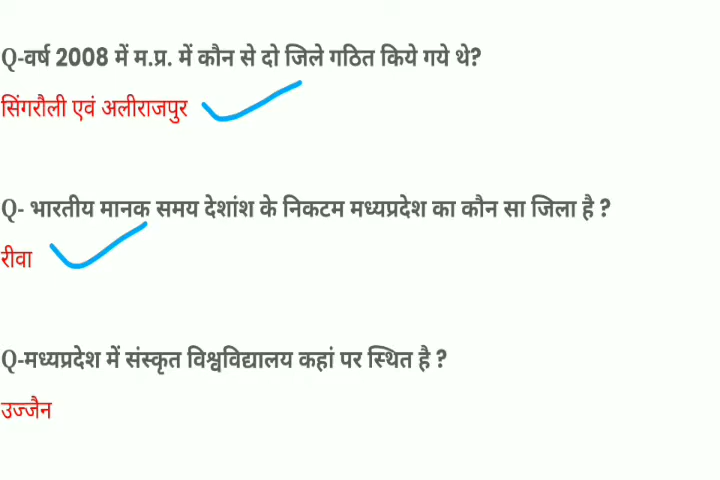 Q-वर्ष 2008 में म.प्र. में कौन से दो जिले गठित किये गये थे?
सिंगरौली एवं अलीराजपुर
Q- भारतीय मानक समय देशांश के निकटम मध्यप्रदेश का कौन सा जिला है ?
रीवा
Q-मध्यप्रदेश में संस्कृत विश्वविद्यालय कहां पर स्थित है ?
उज्जैन